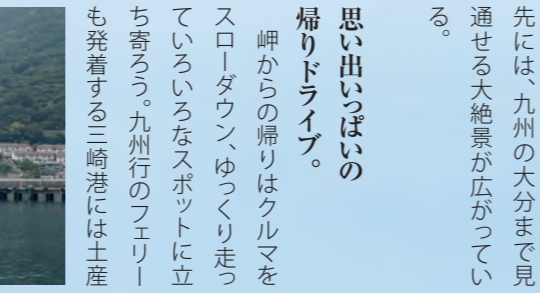 先には、九州の大分まで見
通せる大絶景が広がってい
る。
思い出いっぱいの
帰りドライブ。
岬からの帰りはクルマを
スローダウン、ゆっくり走っ
ていろいろなスポットに立
ち寄ろう。九州行のフェリー
も発着する三崎港には土産